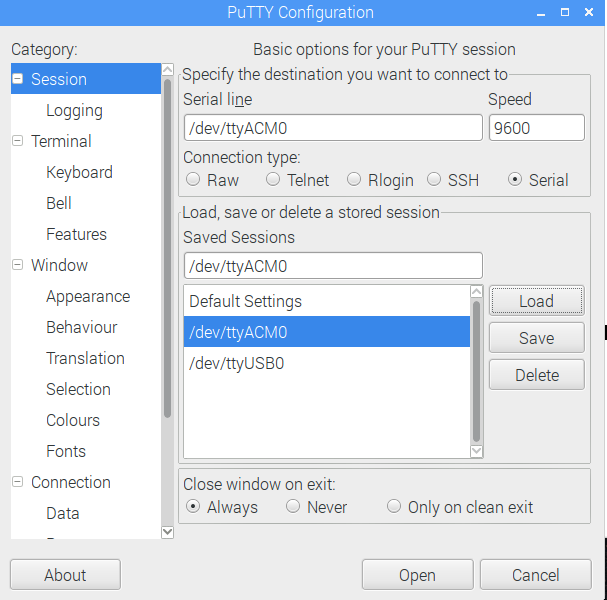 PuTTY Configuration
Category:
Session
Logging
Terminal
Keyboard
Bell
Features
Window
Appearance
Behaviour
Translation
Selection
Colours
Fonts
Connection
Data
Basic options for your PuTTY session
Specify the destination you want to connect to
Serial line Speed
/dev/ttyACM0 9600
Connection type:
Raw Telnet Rlogin SSH Serial
Load, save or delete a stored session
Saved Sessions
/dev/ttyACM0
Default Settings
/dev/ttyACM0
/dev/ttyUSB0
Load
Save
Delete
Close window on exit:
Always Never Only on clean exit
About Open Cancel